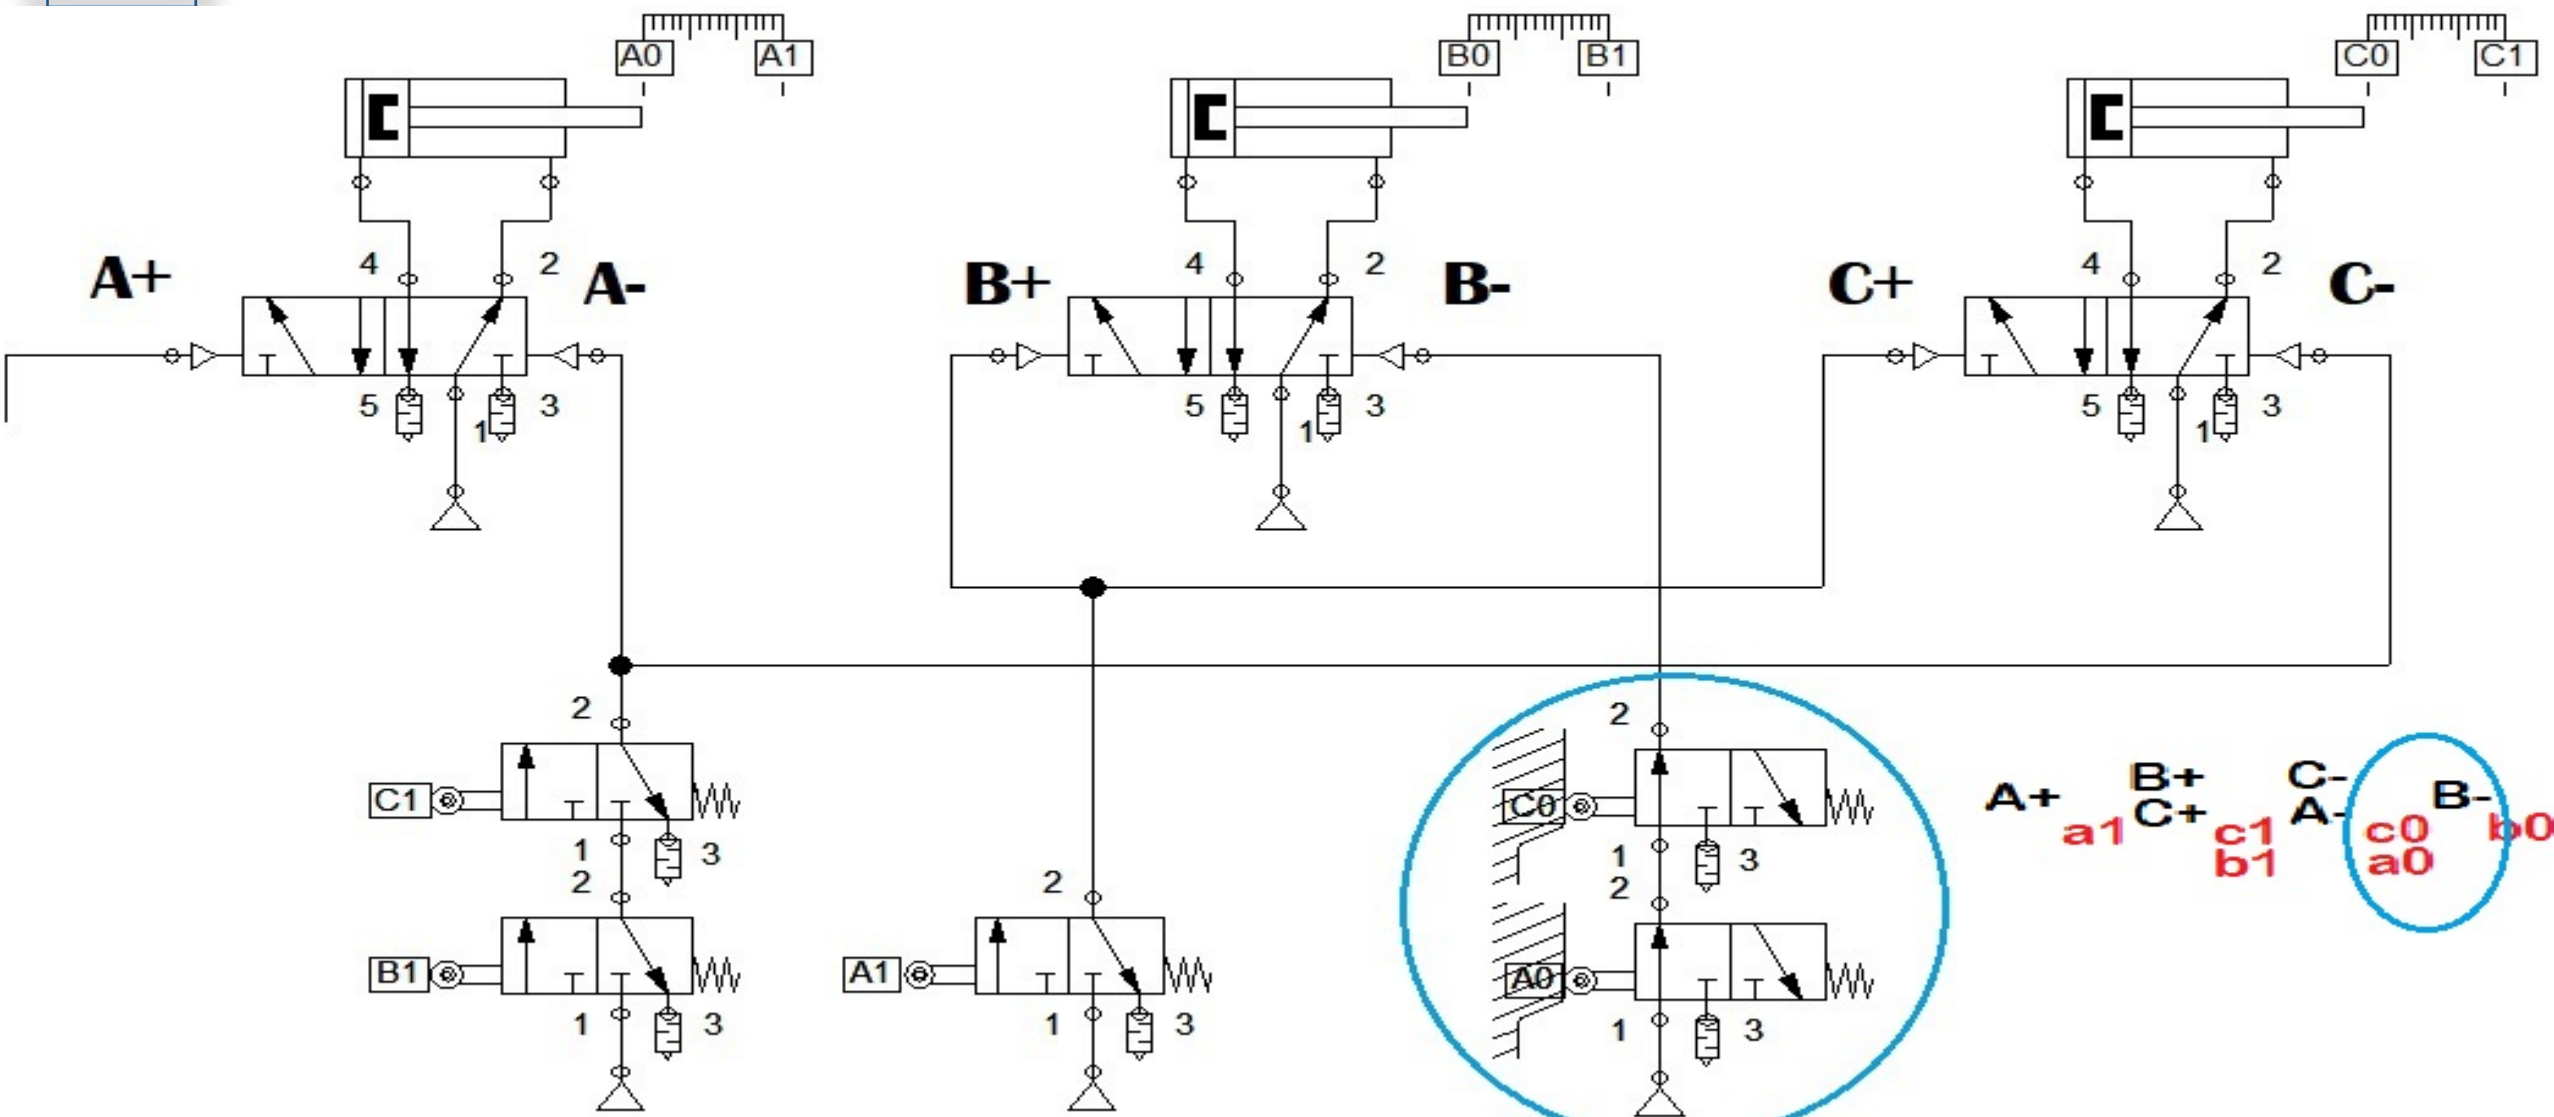 A0 A1 B0 B1 C0 C1
A+ 4 2 A- B+ 4 2 B- C+ 4 2 C-
5 1 3 5 1 3 5 1 3
2 2
C1 C0
1 3 1 3
2 2 2
B1 A1 A0
1 3 1 3 1 3
B+ C-
A+ C+ A- B-
a1 c1 c0 b0
b1 a0